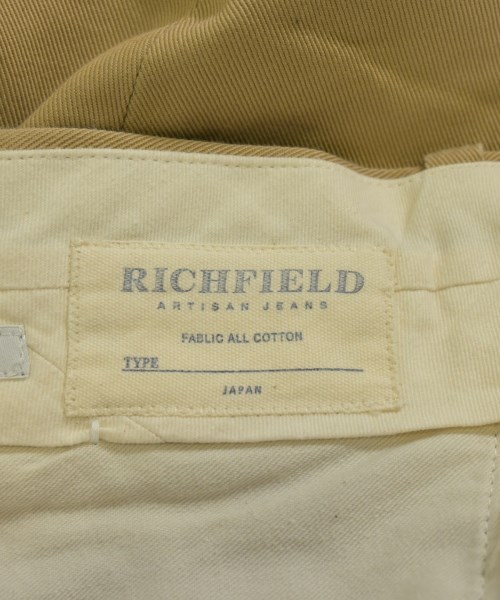 RICHFIELD
ARTISAN JEANS
FABLIC ALL COTTON
TYPE
JAPAN